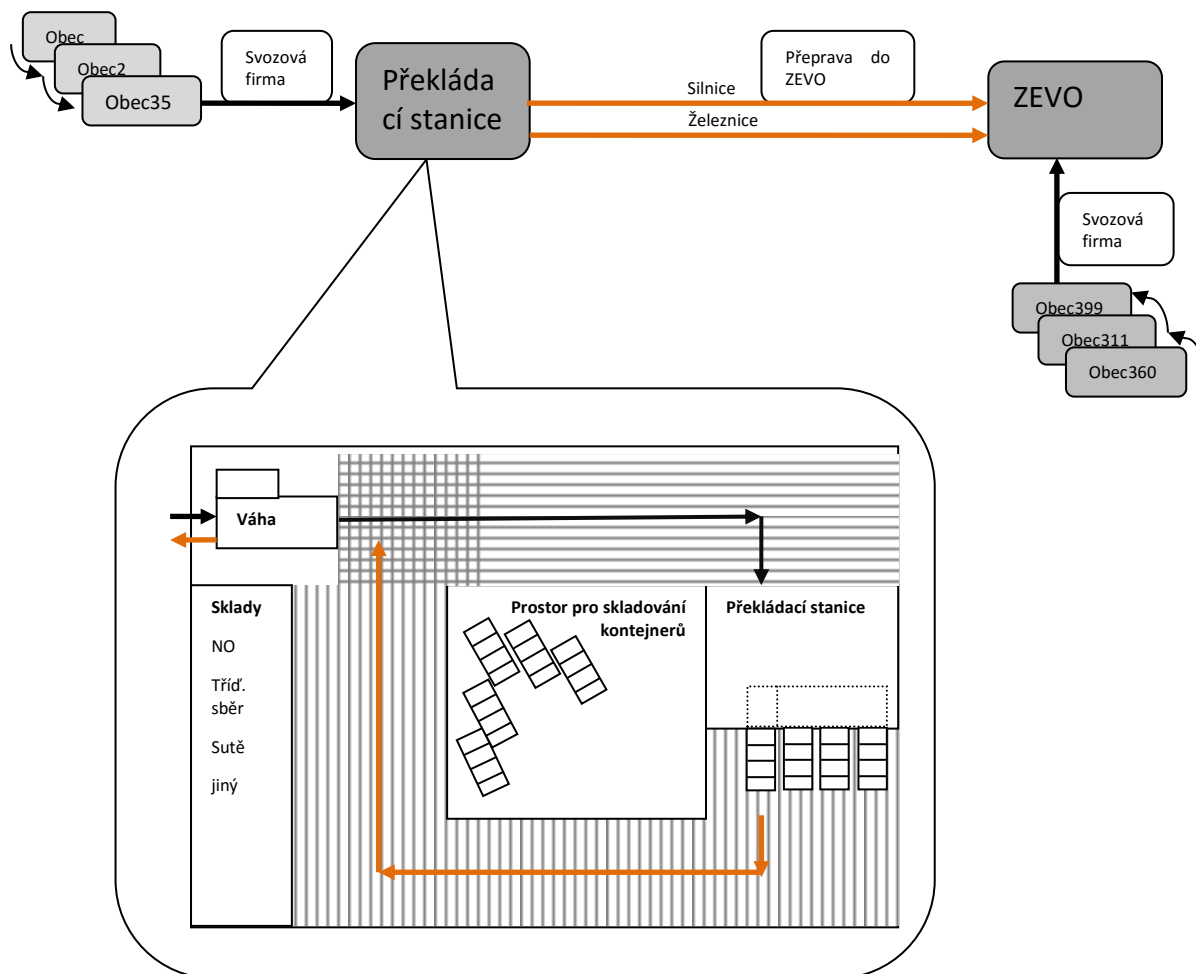 Obec
Obec2
Obec35
Svozová
firma
Překláda
cí stanice
Silnice
Železnice
Přeprava do
ZEVO
ZEVO
Svozová
firma
Obec399
Obec311
Obec360
Váha
Sklady
NO
Tříď.
sběr
Sutě
jiný
Prostor pro skladování
kontejnerů
Překládací stanice